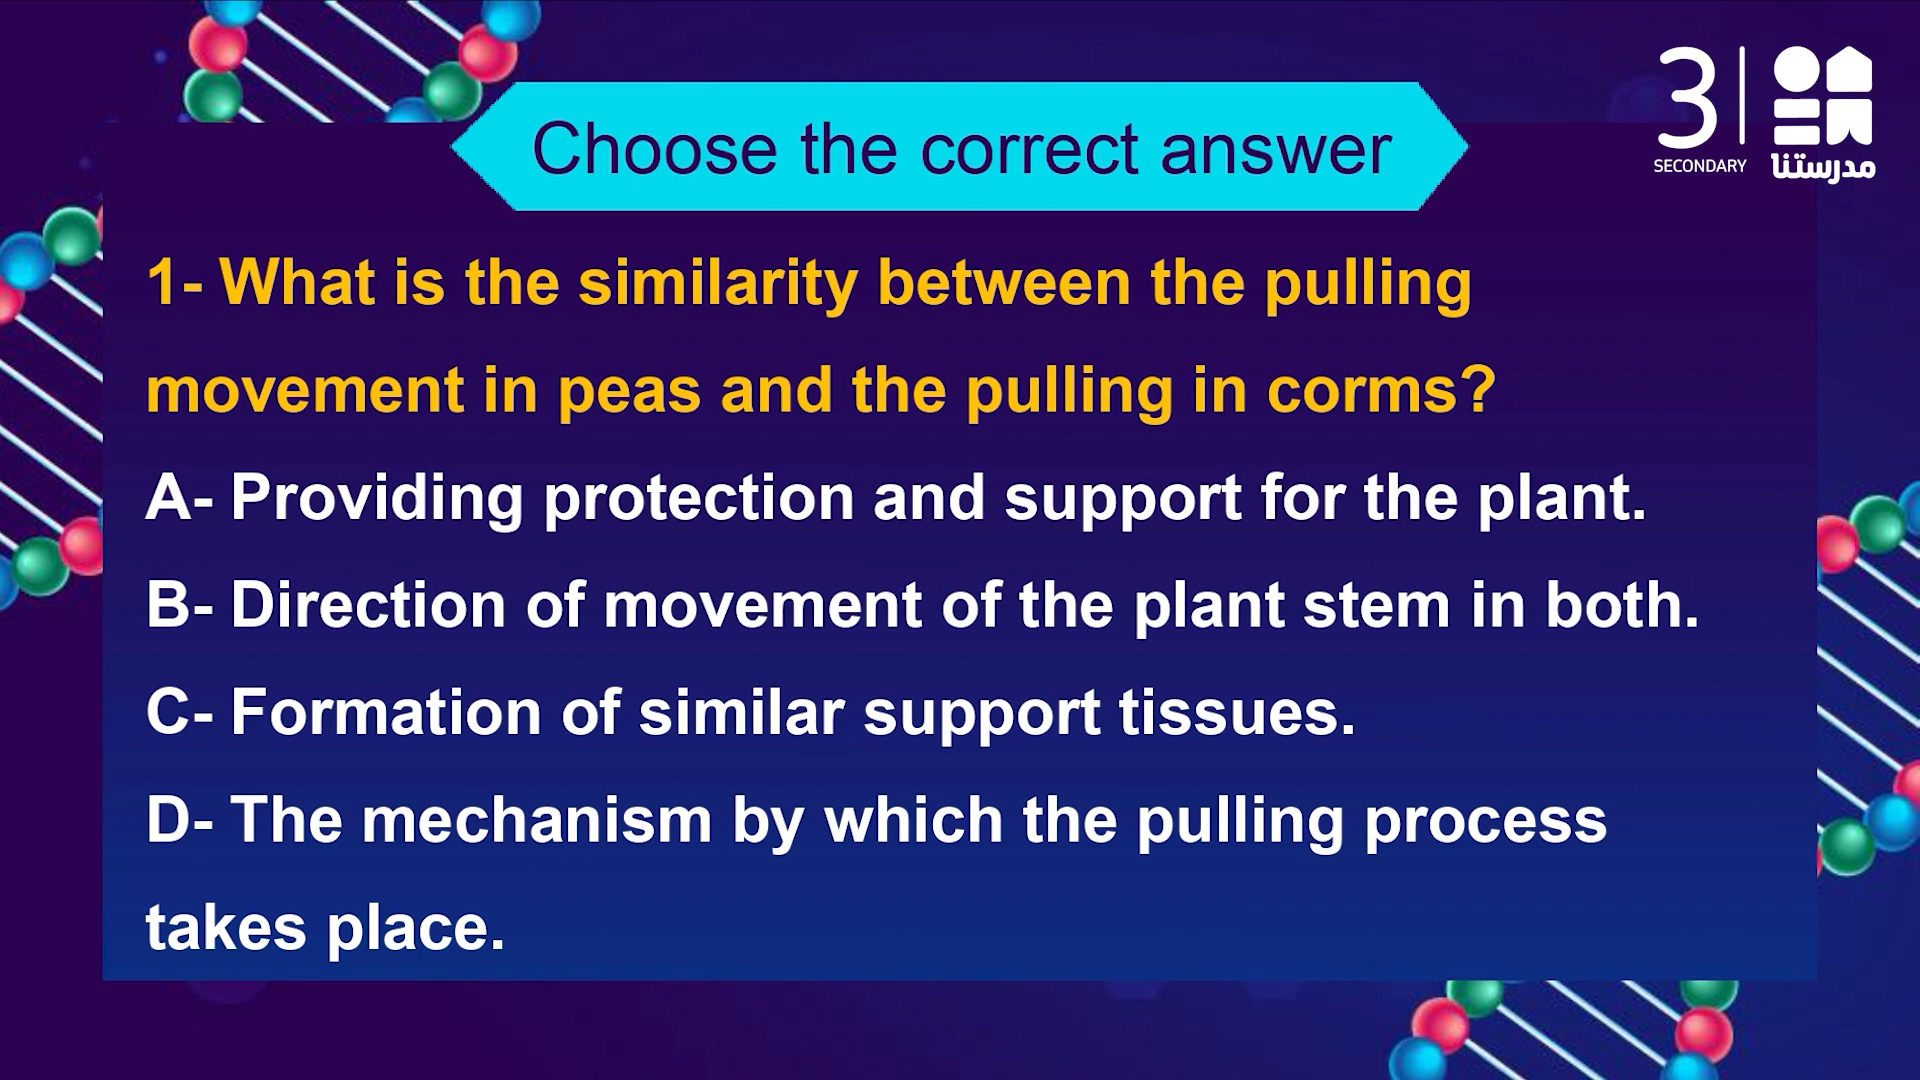 3
SECONDARY
مدرستنا
Choose the correct answer
1- What is the similarity between the pulling
movement in peas and the pulling in corms?
A- Providing protection and support for the plant.
B- Direction of movement of the plant stem in both.
C- Formation of similar support tissues.
D- The mechanism by which the pulling process
takes place.